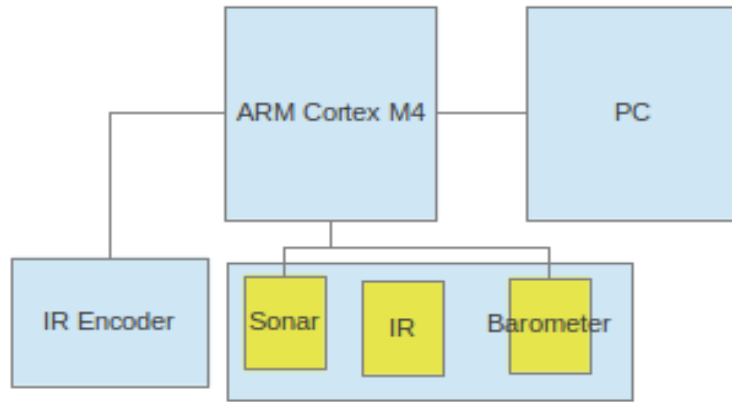 ARM Cortex M4
PC
IR Encoder
Sonar
IR
Barometer